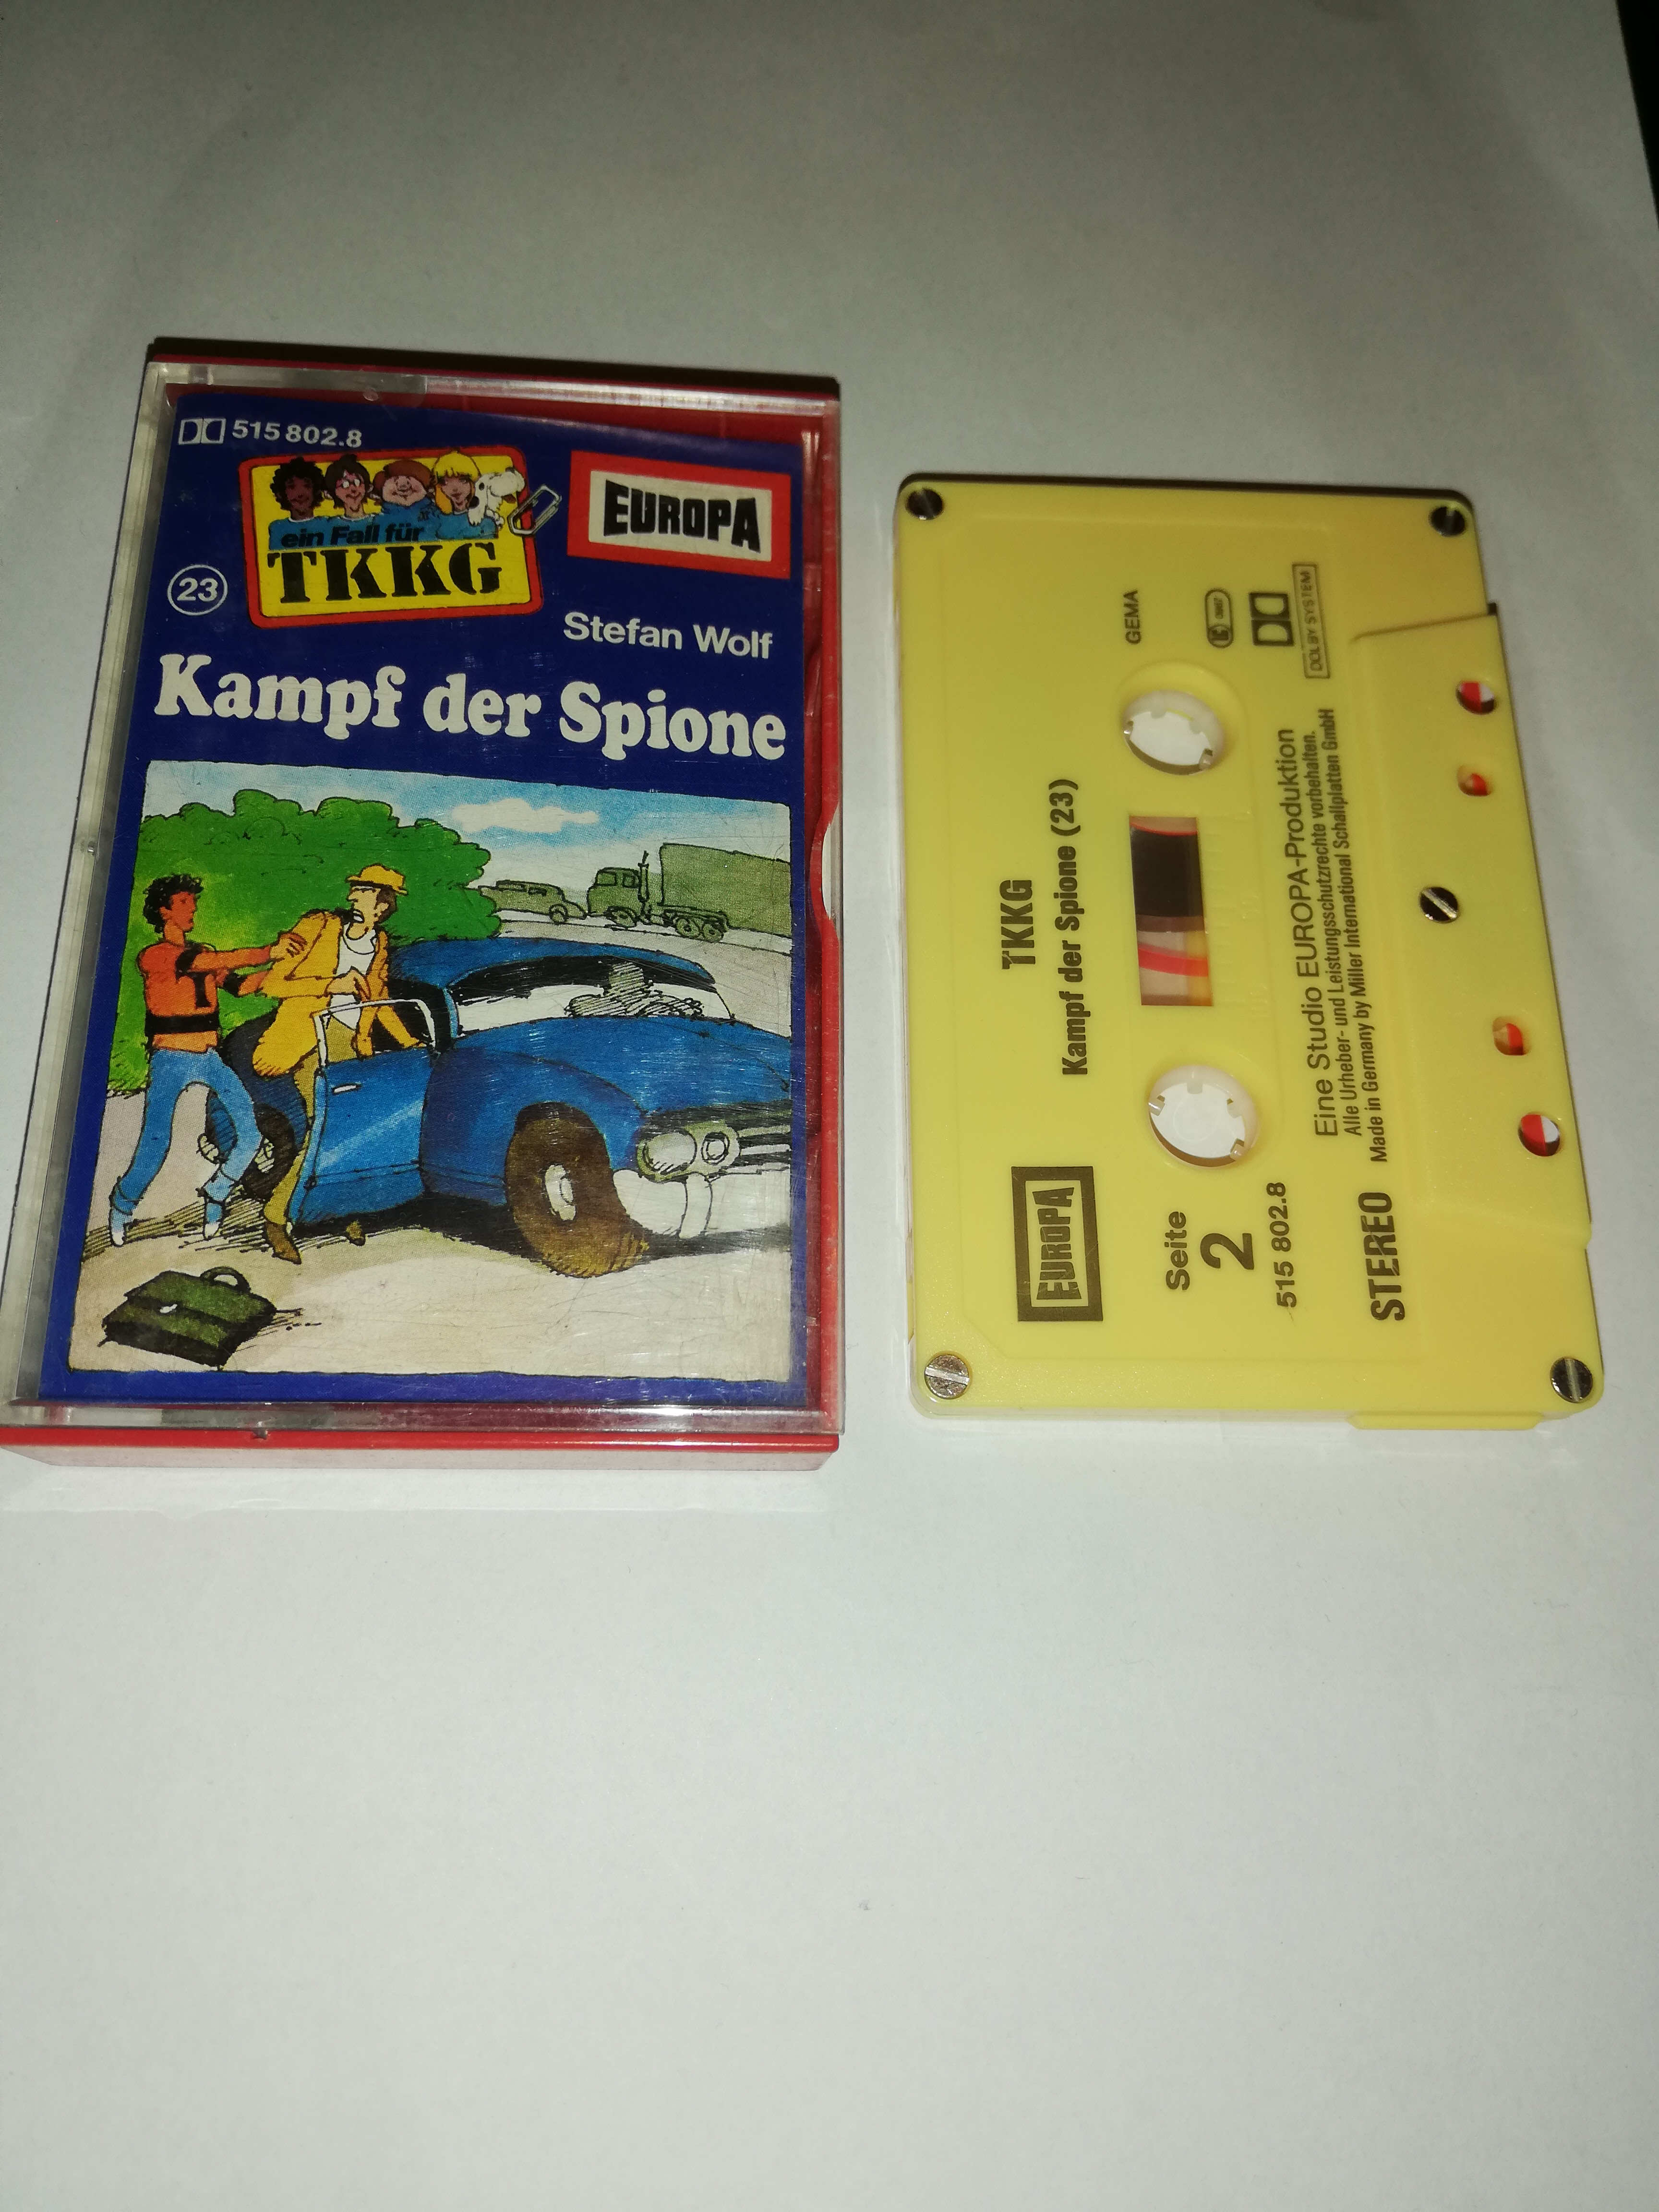 515 802.8
ein Fall für
TKKG
EUROPA
23
Stefan Wolf
Kampf der Spione
T
TKKG
Kampf der Spione (23)
GEMA
EUROPA
Seite
2
515 802.8
DOLBY SYSTEM
Eine Studio EUROPA-Produktion
Alle Urheber- und Leistungsschutzrechte vorbehalten.
Made in Germany by Miller International Schallplatten GmbH
STEREO